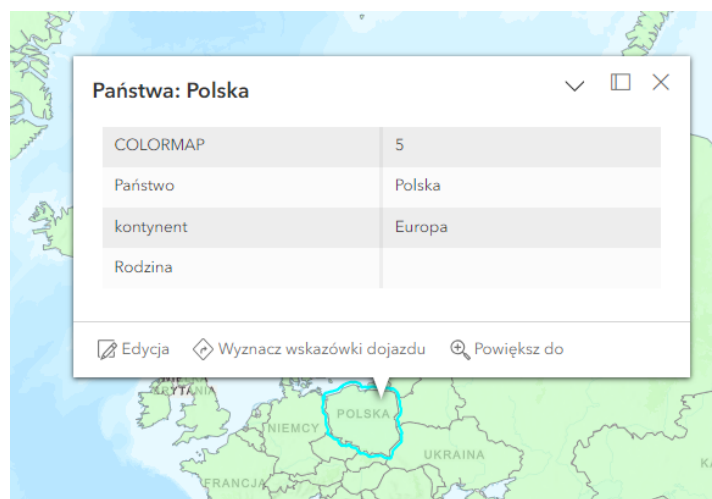 Państwa: Polska
COLORMAP 5
Państwo Polska
kontynent Europa
Rodzina
Edycja Wyznacz wskazówki dojazdu Powiększ do
BRYTANIA
POLSKA
NIEMCY
UKRAINA
FRANCJA